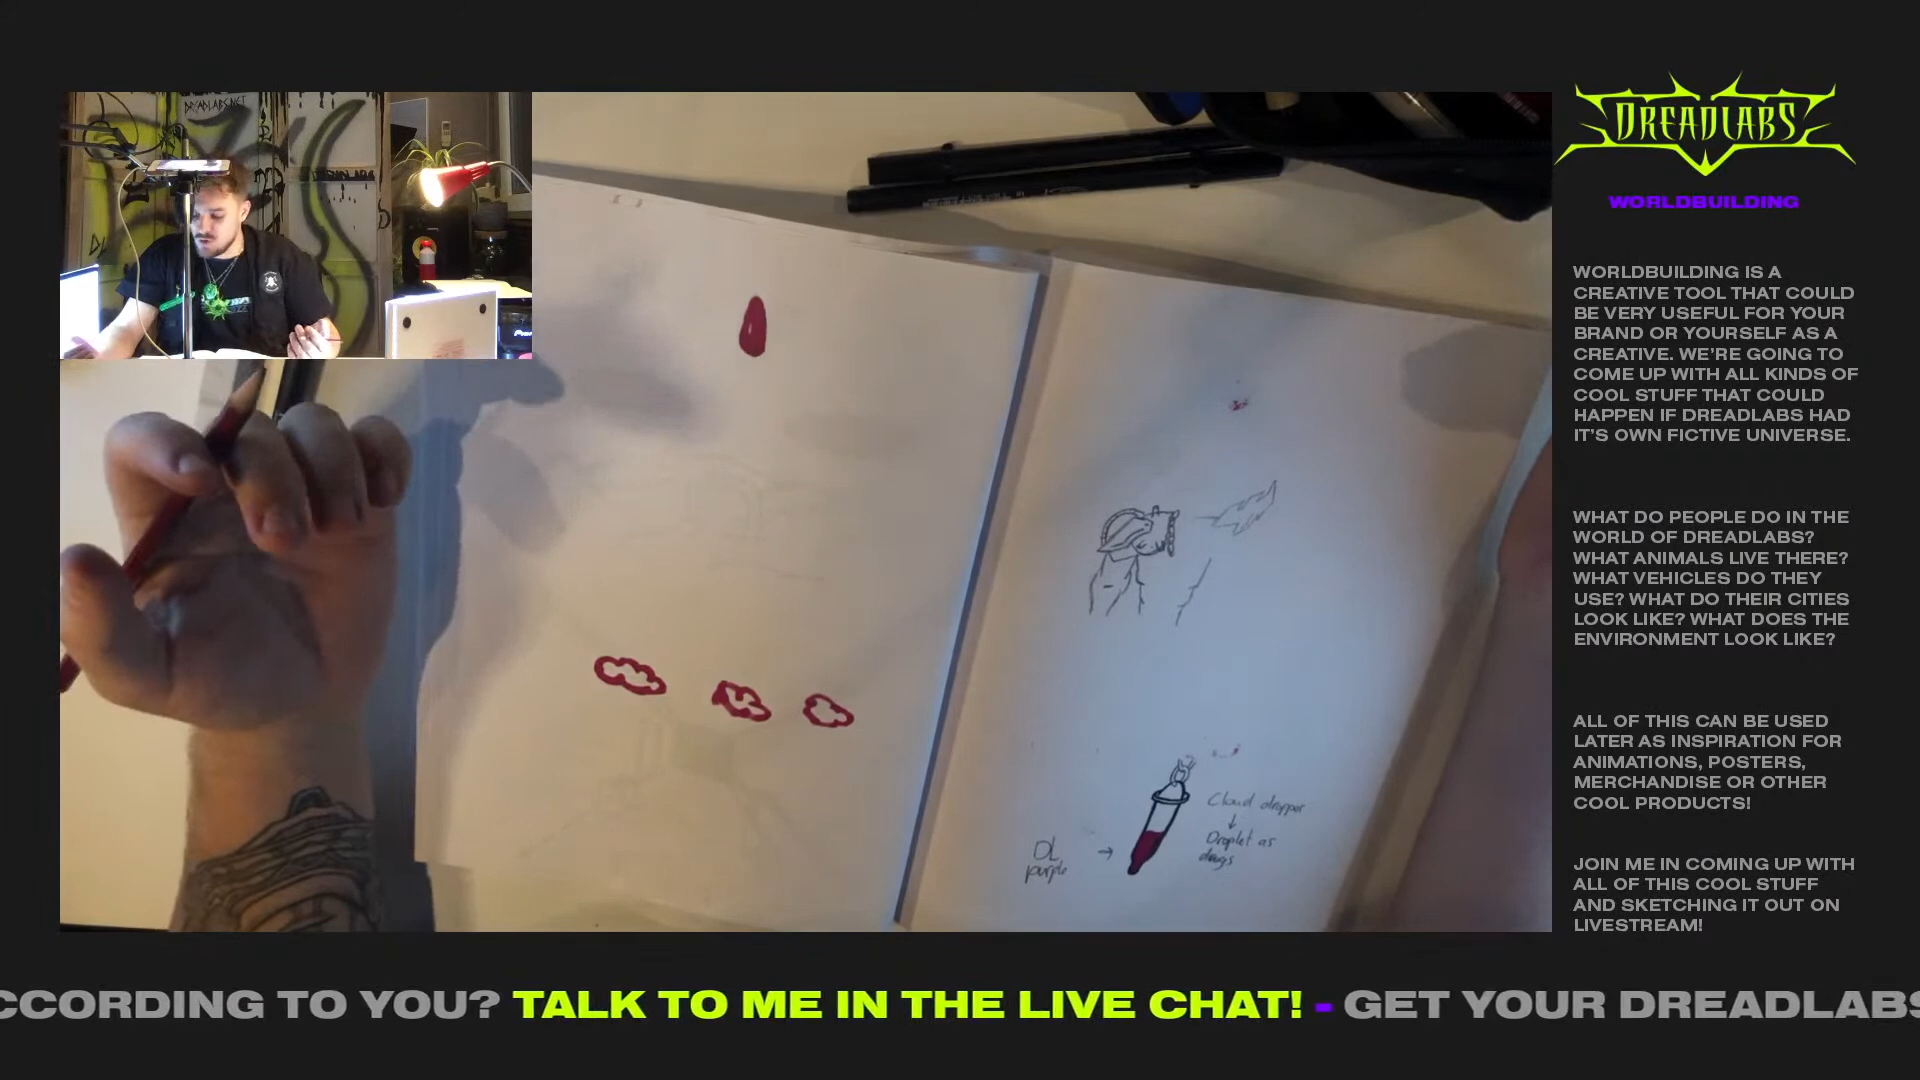 DREADLABS
WORLDBUILDING
WORLDBUILDING IS A
CREATIVE TOOL THAT COULD
BE VERY USEFUL FOR YOUR
BRAND OR YOURSELF AS A
CREATIVE. WE'RE GOING TO
COME UP WITH ALL KINDS OF
COOL STUFF THAT COULD
HAPPEN IF DREADLABS HAD
IT'S OWN FICTIVE UNIVERSE.
WHAT DO PEOPLE DO IN THE
WORLD OF DREADLABS?
WHAT ANIMALS LIVE THERE?
WHAT VEHICLES DO THEY
USE? WHAT DO THEIR CITIES
LOOK LIKE? WHAT DOES THE
ENVIRONMENT LOOK LIKE?
ALL OF THIS CAN BE USED
LATER AS INSPIRATION FOR
ANIMATIONS, POSTERS,
MERCHANDISE OR OTHER
COOL PRODUCTS!
JOIN ME IN COMING UP WITH
ALL OF THIS COOL STUFF
AND SKETCHING IT OUT ON
LIVESTREAM!
DREADLABS.NET
Cloud dropper
↓
Droplet as
drugs
DL →
purple
CCORDING TO YOU? TALK TO ME IN THE LIVE CHAT! - GET YOUR DREADLABS